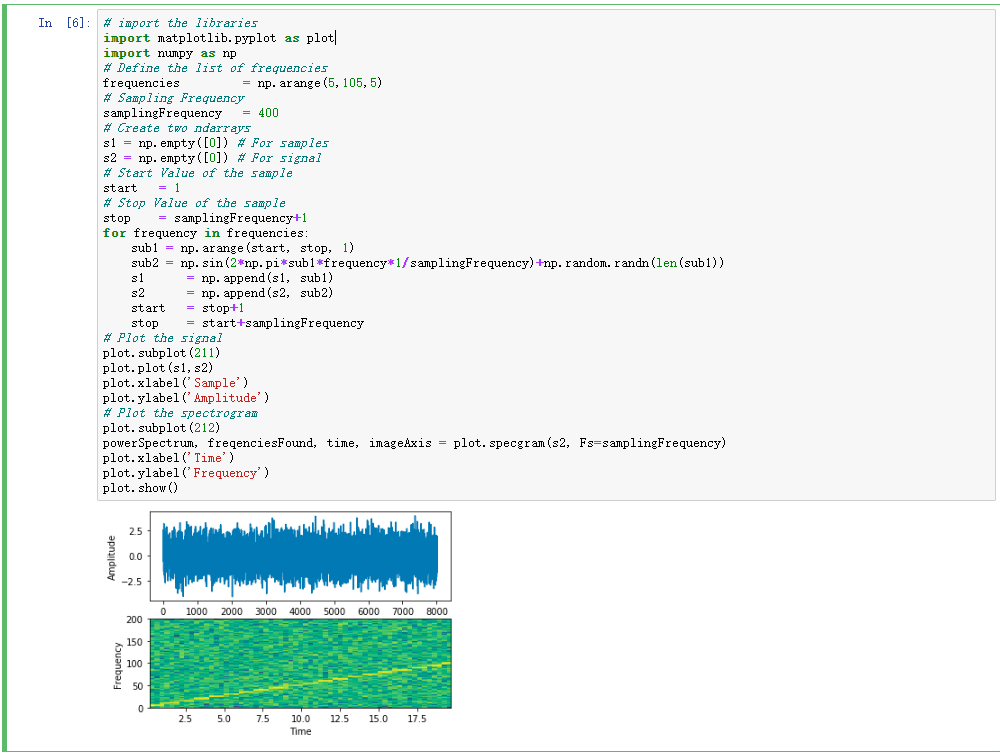 In [6]:
# import the libraries
import matplotlib.pyplot as plot
import numpy as np
# Define the list of frequencies
frequencies         = np.arange(5,105,5)
# Sampling Frequency
samplingFrequency   = 400
# Create two ndarrays
s1 = np.empty([0]) # For samples
s2 = np.empty([0]) # For signal
# Start Value of the sample
start   = 1
# Stop Value of the sample
stop    = samplingFrequency+1
for frequency in frequencies:
    sub1 = np.arange(start, stop, 1)
    sub2 = np.sin(2*np.pi*sub1*frequency*1/samplingFrequency)+np.random.randn(len(sub1))
    s1      = np.append(s1, sub1)
    s2      = np.append(s2, sub2)
    start   = stop+1
    stop    = start+samplingFrequency
# Plot the signal
plot.subplot(211)
plot.plot(s1,s2)
plot.xlabel('Sample')
plot.ylabel('Amplitude')
# Plot the spectrogram
plot.subplot(212)
powerSpectrum, freqenciesFound, time, imageAxis = plot.specgram(s2, Fs=samplingFrequency)
plot.xlabel('Time')
plot.ylabel('Frequency')
plot.show()
Amplitude
2.5
0.0
−2.5
0 1000 2000 3000 4000 5000 6000 7000 8000
Frequency
200
150
100
50
0
2.5 5.0 7.5 10.0 12.5 15.0 17.5
Time